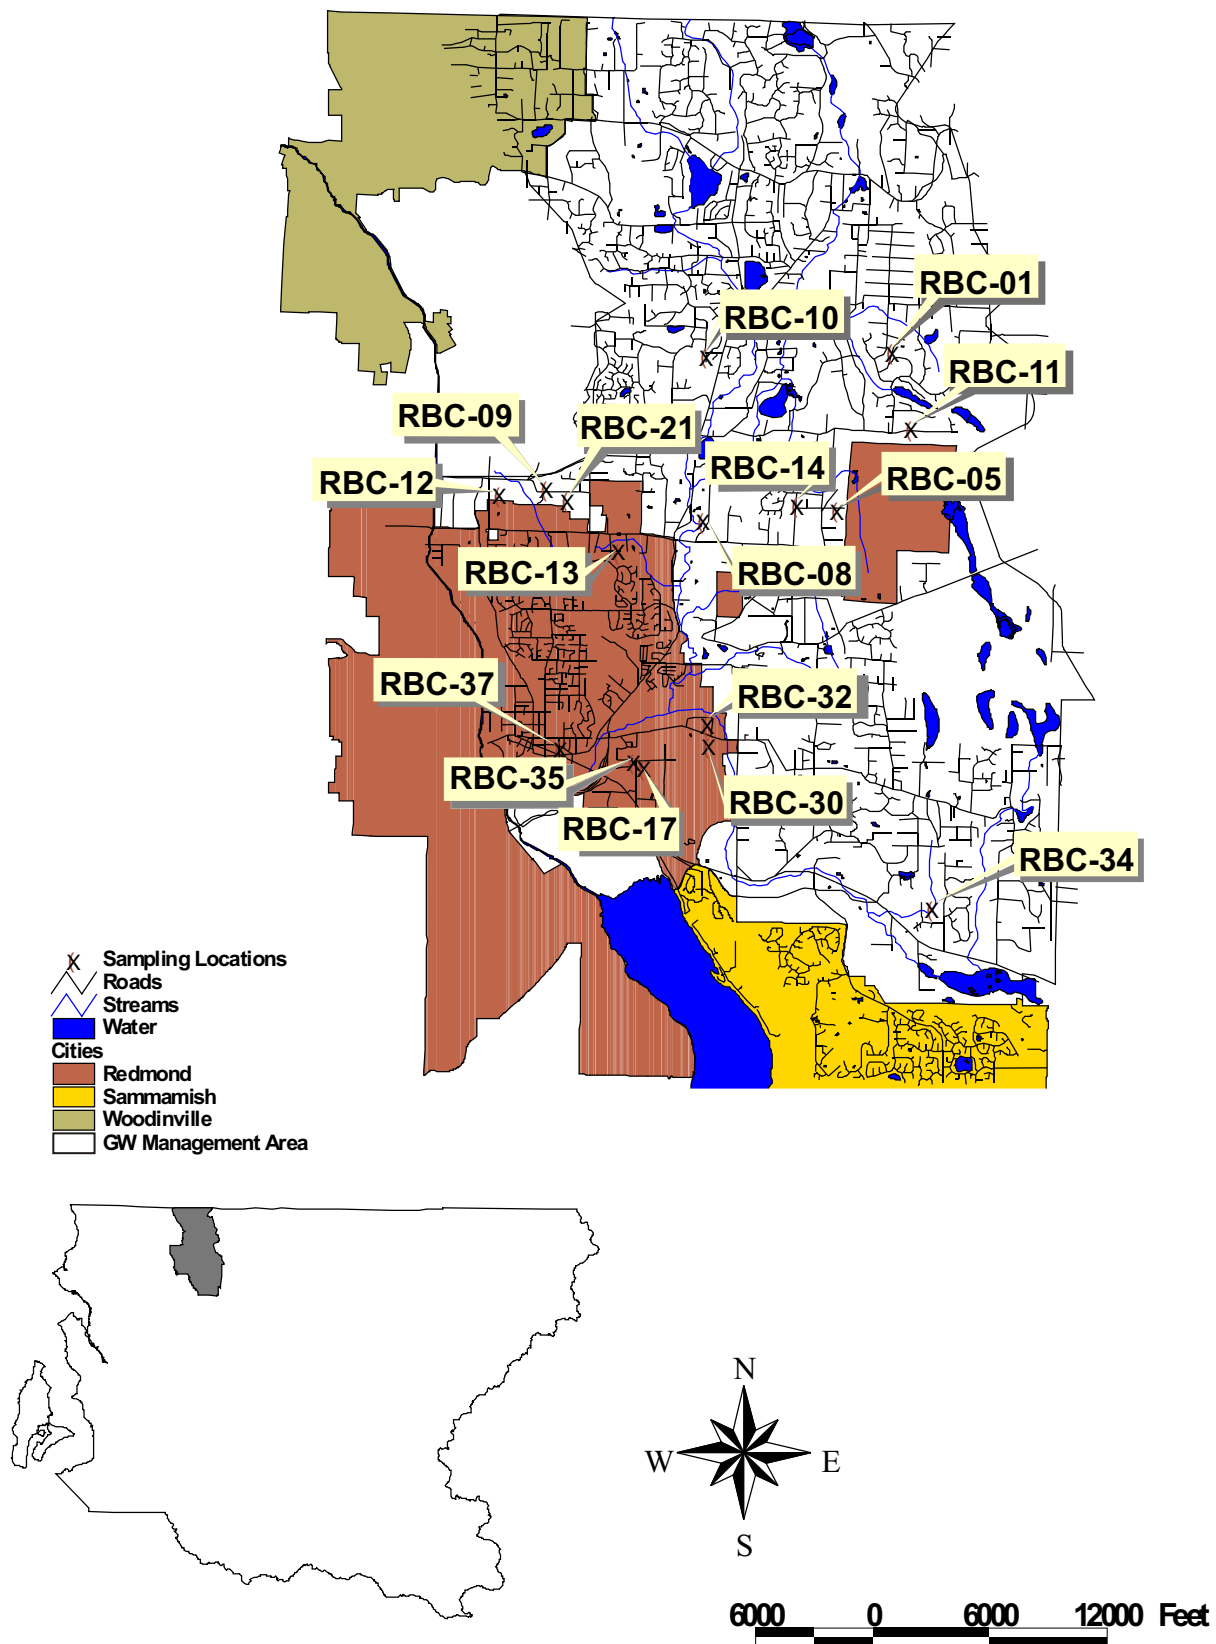 RBC-01
RBC-10
RBC-11
RBC-09
RBC-21
RBC-14
RBC-12
RBC-05
RBC-13
RBC-08
RBC-37
RBC-32
RBC-35
RBC-30
RBC-17
RBC-34
Sampling Locations
Roads
Streams
Water
Cities
Redmond
Sammamish
Woodinville
GW Management Area
N
W E
S
6000 0 6000 12000 Feet